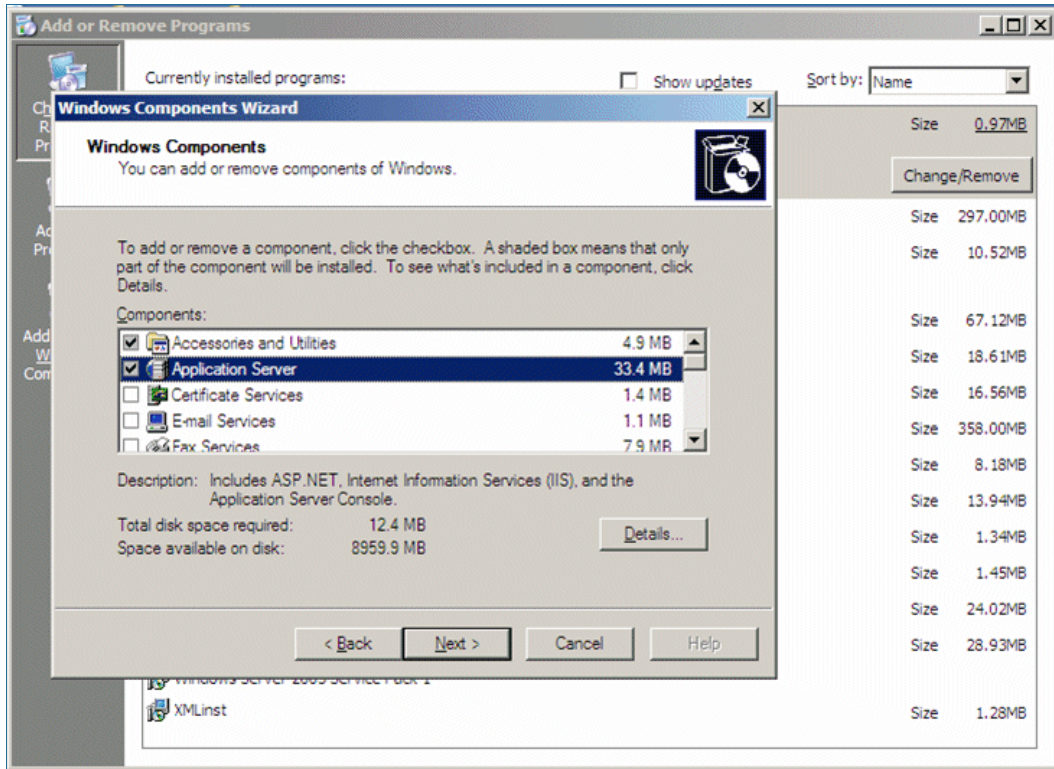 Add or Remove Programs
Currently installed programs:
Show updates
Sort by: Name
Windows Components Wizard
Windows Components
You can add or remove components of Windows.
To add or remove a component, click the checkbox. A shaded box means that only
part of the component will be installed. To see what's included in a component, click
Details.
Components:
Accessories and Utilities 4.9 MB
Application Server 33.4 MB
Certificate Services 1.4 MB
E-mail Services 1.1 MB
Fax Services 7.9 MB
Description: Includes ASP.NET, Internet Information Services (IIS), and the
Application Server Console.
Total disk space required: 12.4 MB
Space available on disk: 8959.9 MB
Details...
< Back
Next >
Cancel
Help
Size 0.97MB
Change/Remove
Size 297.00MB
Size 10.52MB
Size 67.12MB
Size 18.61MB
Size 16.56MB
Size 358.00MB
Size 8.18MB
Size 13.94MB
Size 1.34MB
Size 1.45MB
Size 24.02MB
Size 28.93MB
Windows Server 2003 Service Pack 1
XMLinst
Size 1.28MB